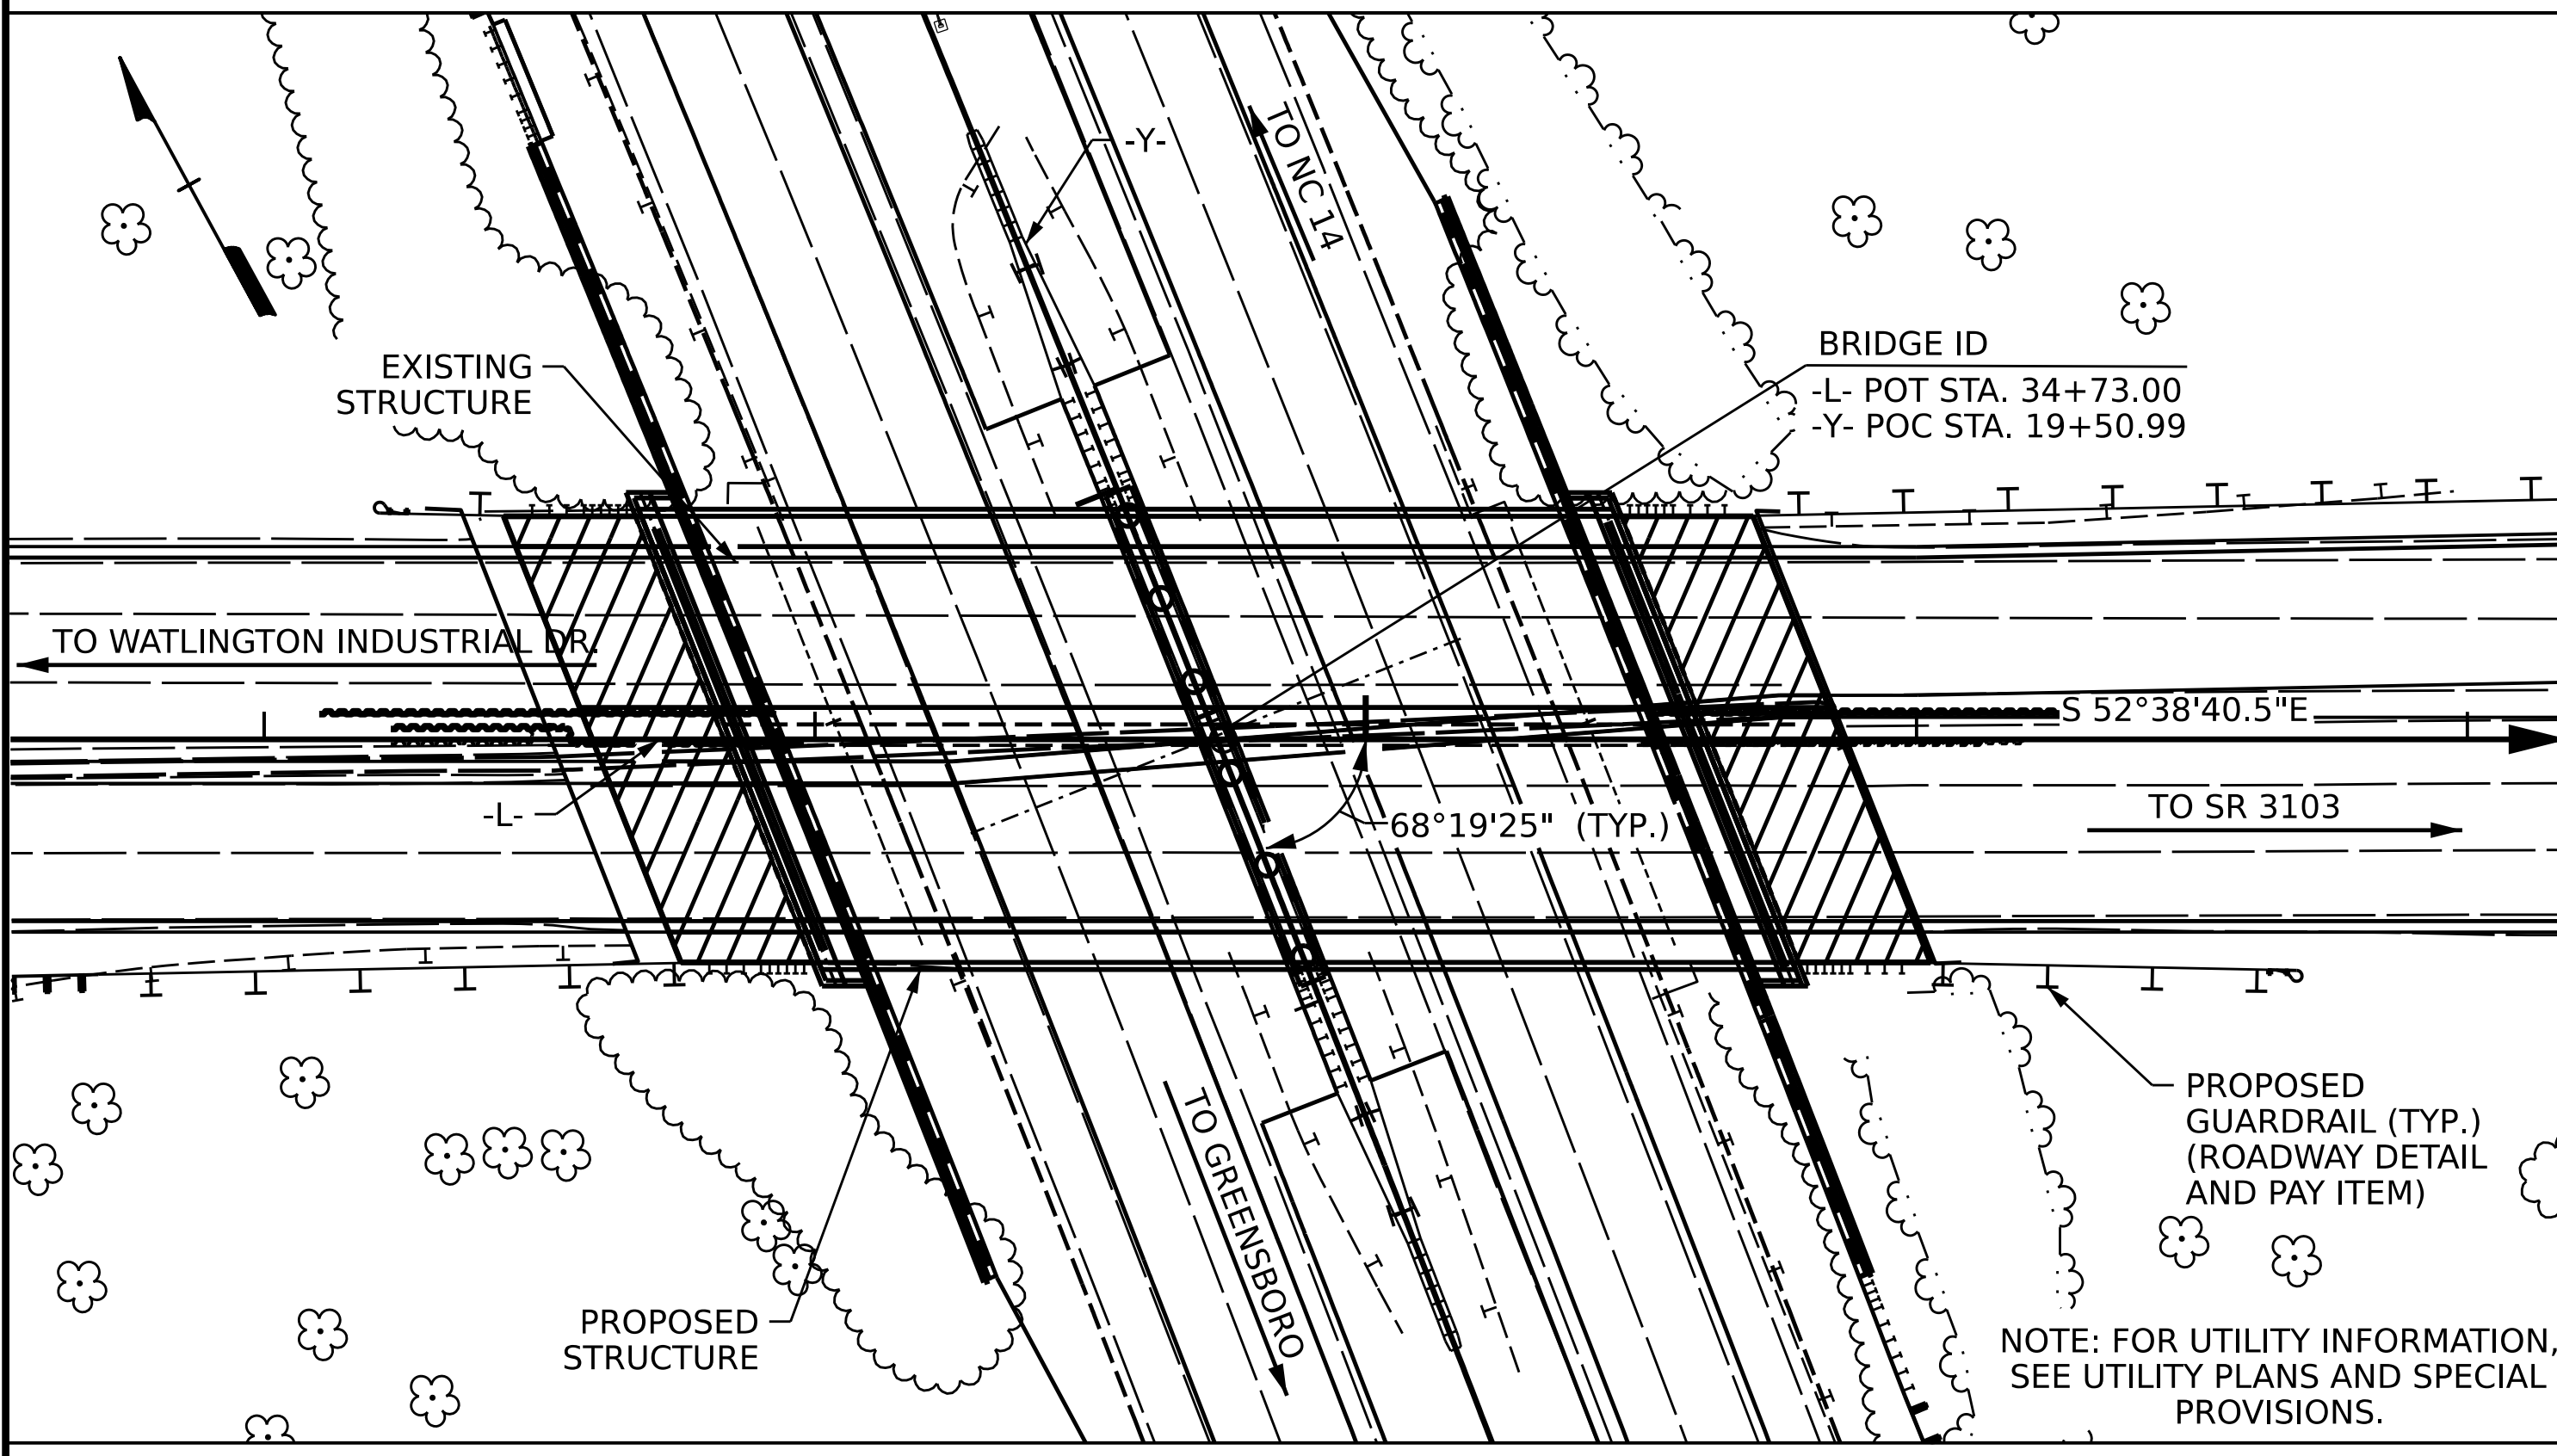 -Y-
TO NC 14
EXISTING
STRUCTURE
BRIDGE ID
-L- POT STA. 34+73.00
-Y- POC STA. 19+50.99
TO WATLINGTON INDUSTRIAL DR.
S 52°38'40.5"E
-L-
68°19'25" (TYP.)
TO SR 3103
TO GREENSBORO
PROPOSED
GUARDRAIL (TYP.)
(ROADWAY DETAIL
AND PAY ITEM)
PROPOSED
STRUCTURE
NOTE: FOR UTILITY INFORMATION,
SEE UTILITY PLANS AND SPECIAL
PROVISIONS.